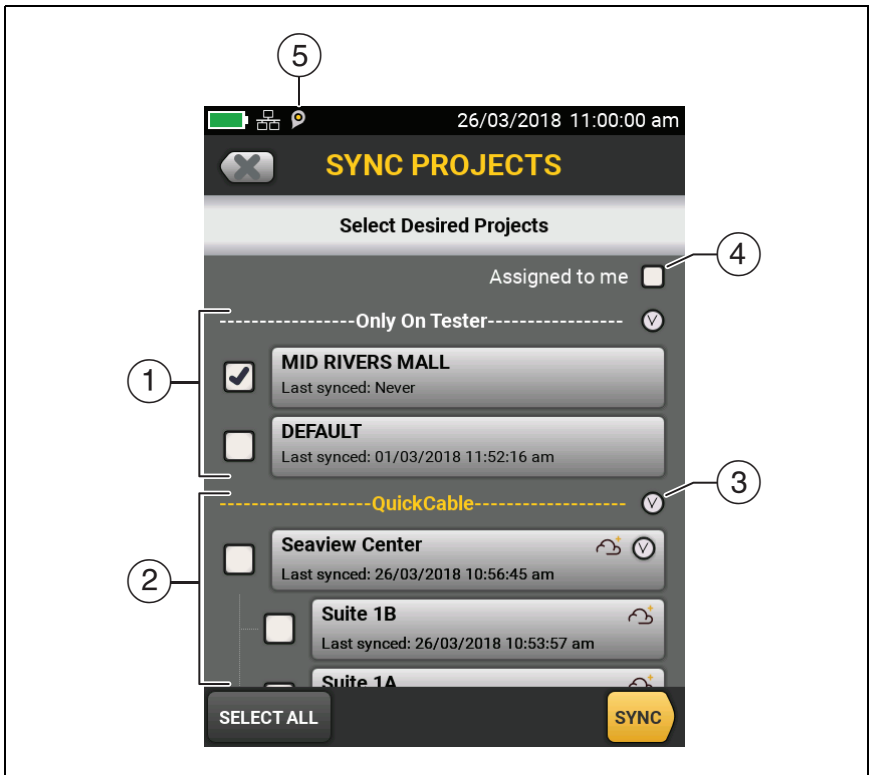 5
26/03/2018 11:00:00 am
SYNC PROJECTS
Select Desired Projects
Assigned to me
4
Only On Tester
1
MID RIVERS MALL
Last synced: Never
DEFAULT
Last synced: 01/03/2018 11:52:16 am
3
QuickCable
2
Seaview Center
Last synced: 26/03/2018 10:56:45 am
Suite 1B
Last synced: 26/03/2018 10:53:57 am
Suite 1A
SELECT ALL
SYNC